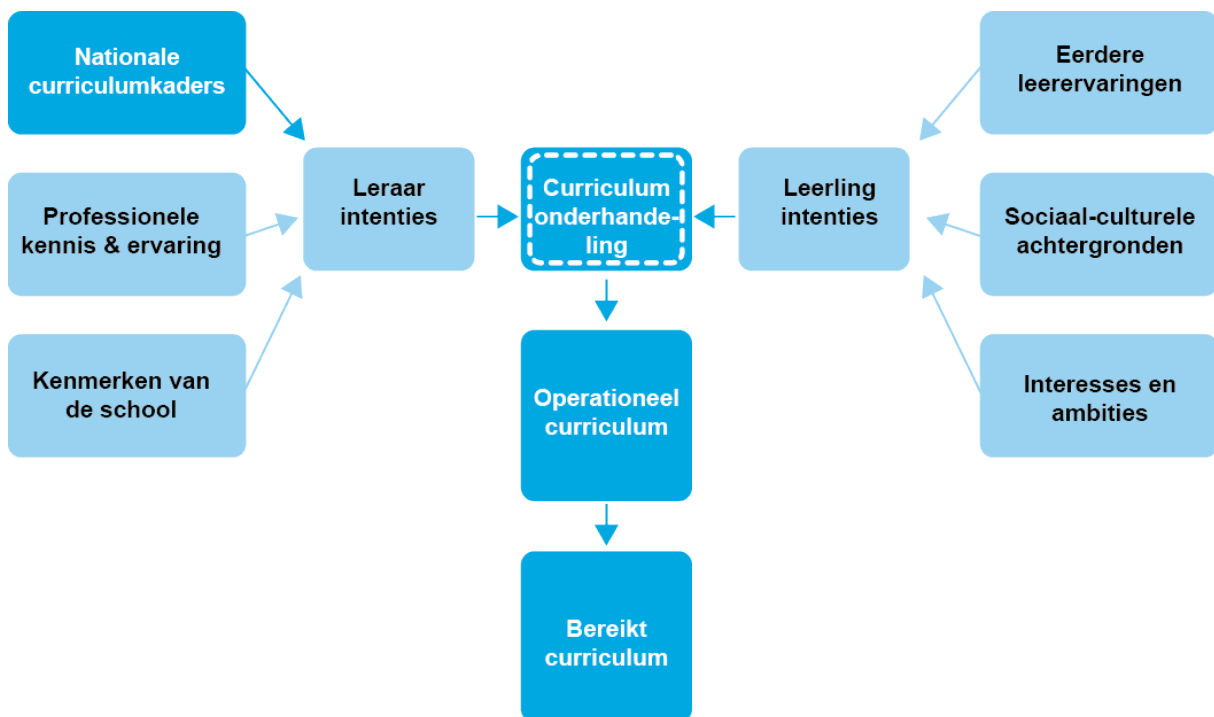 Nationale
curriculumkaders
Professionele
kennis & ervaring
Kenmerken van
de school
Leraar
intenties
Curriculum
onderhande-
ling
Operationeel
curriculum
Bereikt
curriculum
Leerling
intenties
Eerdere
leerervaringen
Sociaal-culturele
achtergronden
Interesses en
ambities